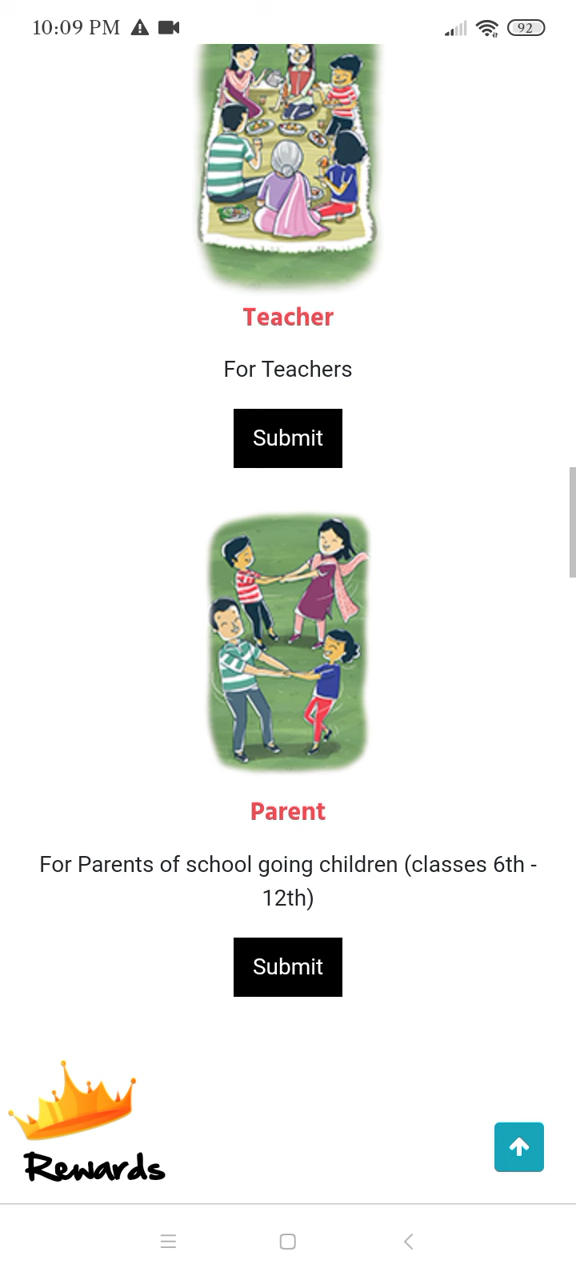 10:09 PM
92
Teacher
For Teachers
Submit
Parent
For Parents of school going children (classes 6th -
12th)
Submit
Rewards